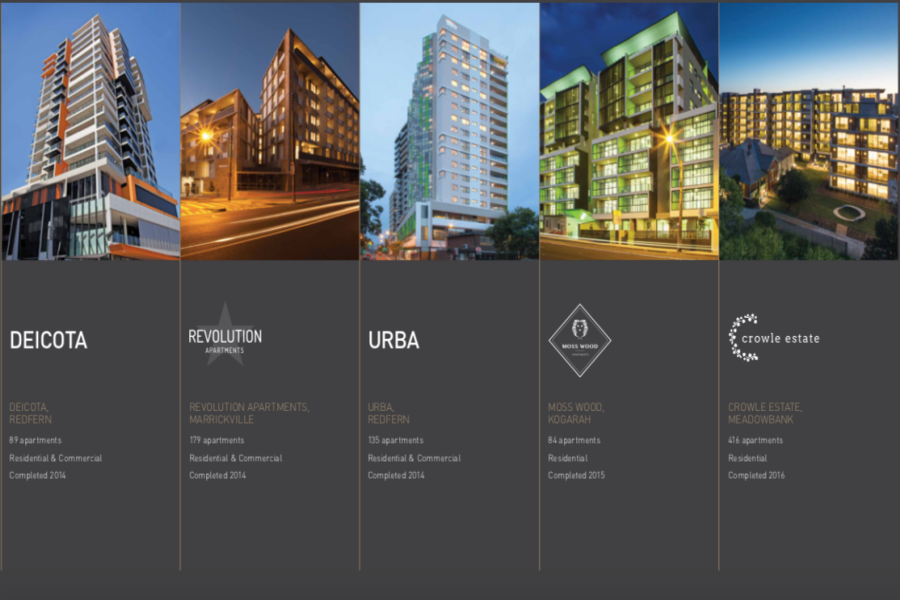 DEICOTA
DEICOTA,
REDFERN
89 apartments
Residential & Commercial
Completed 2014
REVOLUTION
APARTMENTS
REVOLUTION APARTMENTS,
MARRICKVILLE
179 apartments
Residential & Commercial
Completed 2014
URBA
URBA,
REDFERN
135 apartments
Residential & Commercial
Completed 2014
MOSS WOOD
APARTMENTS
MOSS WOOD,
KOGARAH
84 apartments
Residential
Completed 2015
crowle estate
CROWLE ESTATE,
MEADOWBANK
416 apartments
Residential
Completed 2016